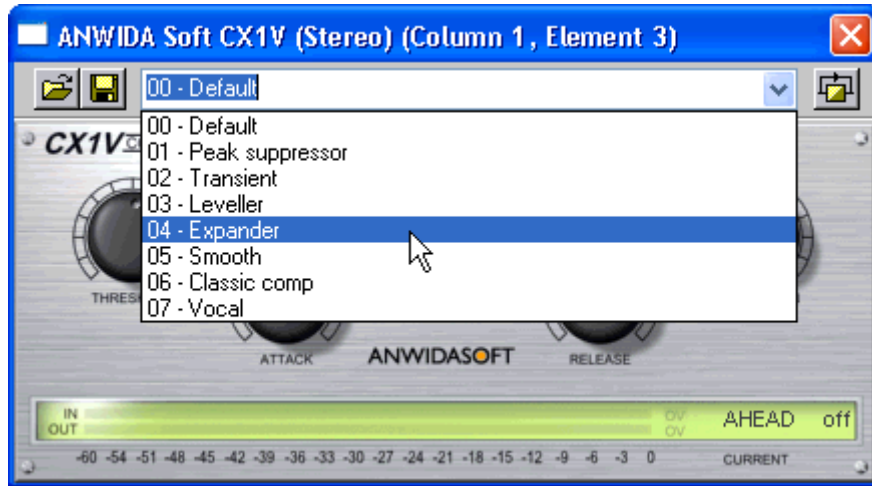 ANWIDA Soft CX1V (Stereo) (Column 1, Element 3)
00 - Default
00 - Default
01 - Peak suppressor
02 - Transient
03 - Leveller
04 - Expander
05 - Smooth
06 - Classic comp
07 - Vocal
CX1V
ATTACK
ANWIDASOFT
RELEASE
IN
OUT
OV
OV
AHEAD off
-60 -54 -51 -48 -45 -42 -39 -36 -33 -30 -27 -24 -21 -18 -15 -12 -9 -6 -3 0
CURRENT